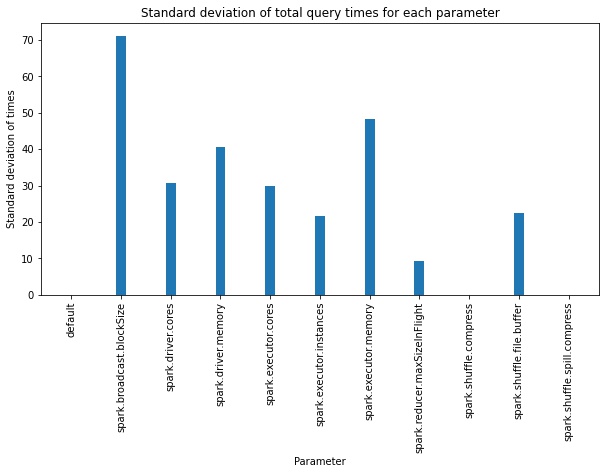 Standard deviation of total query times for each parameter
Standard deviation of times
70
60
50
40
30
20
10
0
default
spark.broadcast.blockSize
spark.driver.cores
spark.driver.memory
spark.executor.cores
spark.executor.instances
spark.executor.memory
spark.reducer.maxSizeInFlight
spark.shuffle.compress
spark.shuffle.file.buffer
spark.shuffle.spill.compress
Parameter